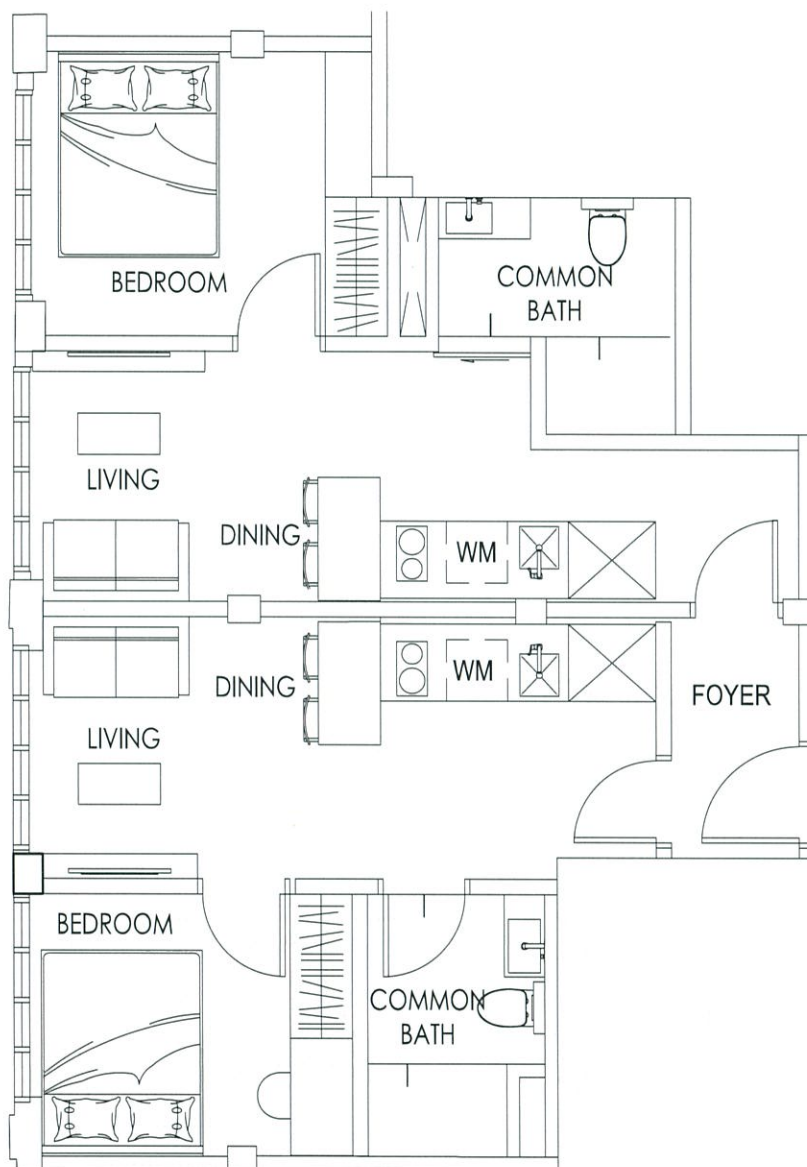 BEDROOM
COMMON
BATH
LIVING
DINING
WM
DINING
WM
FOYER
LIVING
BEDROOM
COMMON
BATH